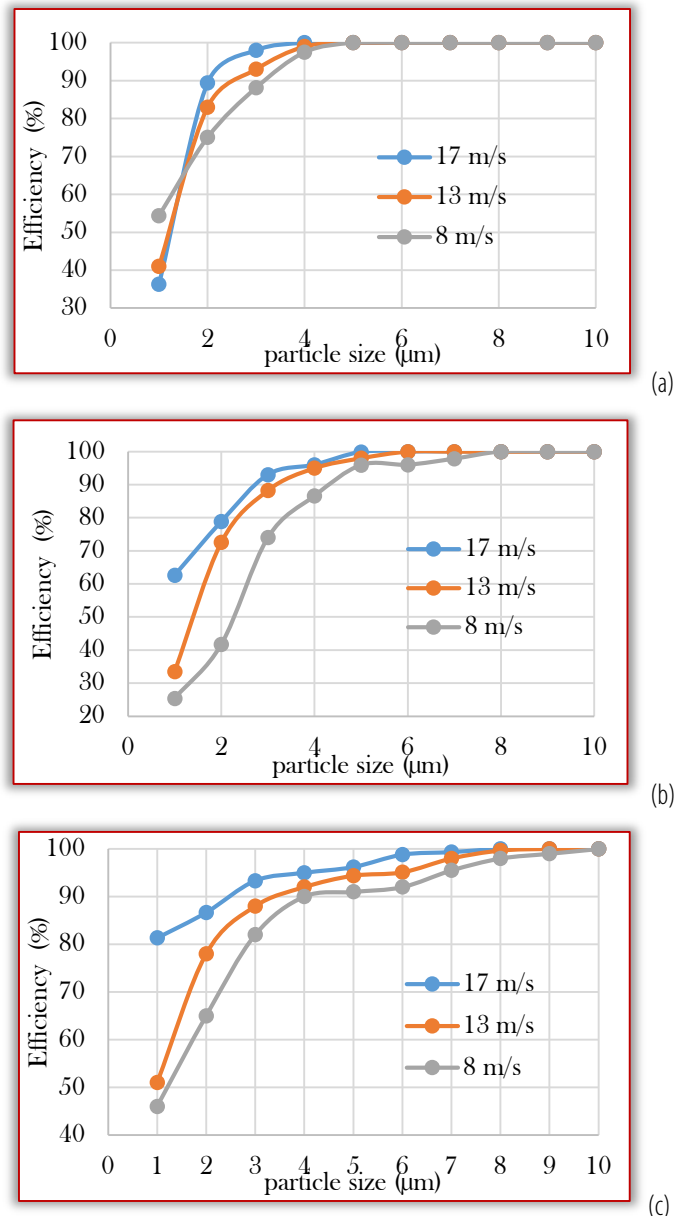 100
90
80
70
60
50
40
30
Efficiency (%)
17 m/s
13 m/s
8 m/s
0 2 4 6 8 10
particle size (μm)
(a)
100
90
80
70
60
50
40
30
20
Efficiency (%)
17 m/s
13 m/s
8 m/s
0 2 4 6 8 10
particle size (μm)
(b)
100
90
80
70
60
50
40
Efficiency (%)
17 m/s
13 m/s
8 m/s
0 1 2 3 4 5 6 7 8 9 10
particle size (μm)
(c)